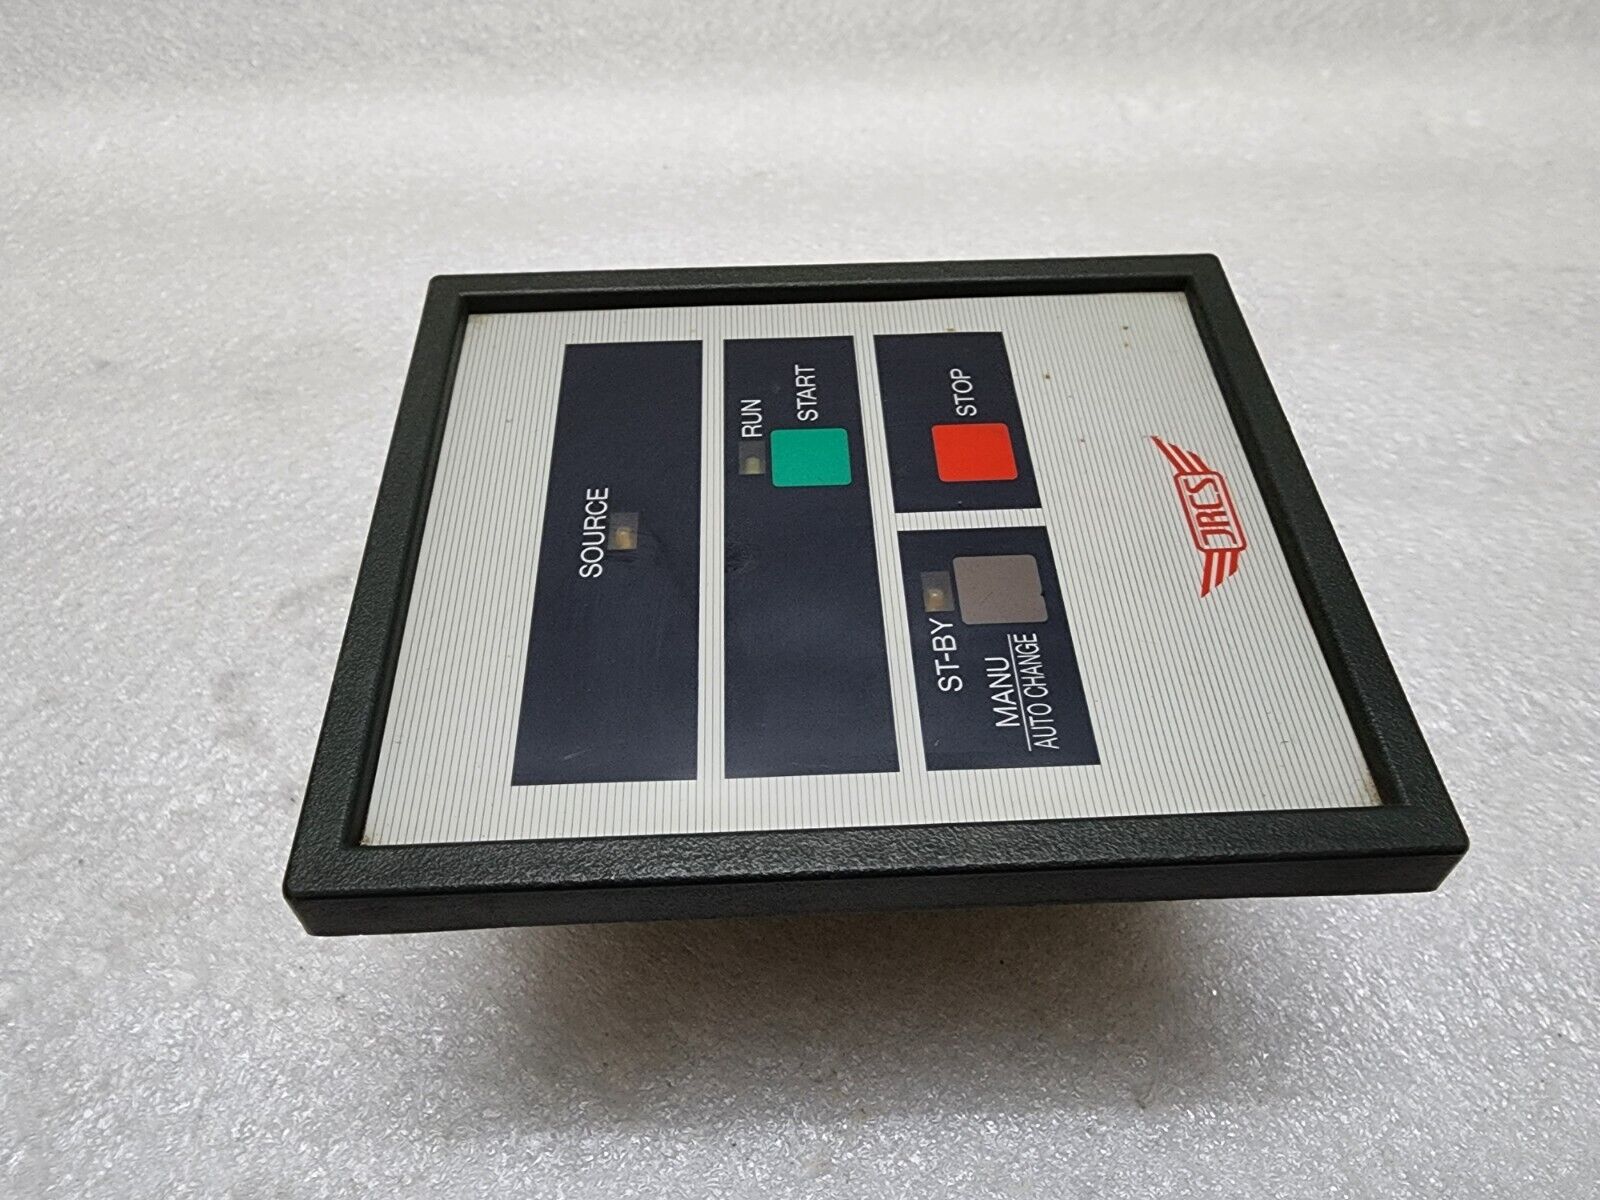 SOURCE
RUN
START
STOP
ST-BY
MANU
AUTO CHANGE
JRCS